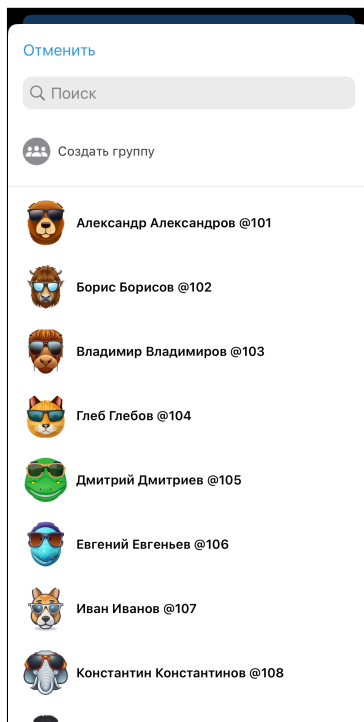 Отменить
Поиск
Создать группу
Александр Александров @101
Борис Борисов @102
Владимир Владимиров @103
Глеб Глебов @104
Дмитрий Дмитриев @105
Евгений Евгеньев @106
Иван Иванов @107
Константин Константинов @108